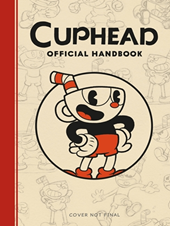 CUPHEAD
OFFICIAL HANDBOOK
COVER NOT FINAL